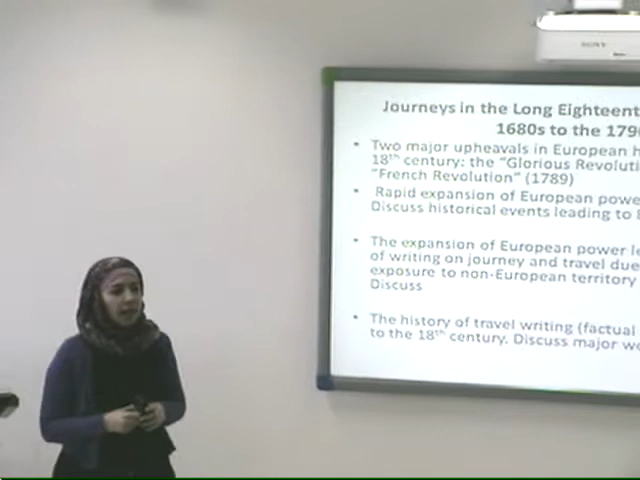 SONY
Journeys in the Long Eighteent
1680s to the 179
• Two major upheavals in European h
18th century: the "Glorious Revoluti
"French Revolution" (1789)
• Rapid expansion of European powe
Discuss historical events leading to
• The expansion of European power le
of writing on journey and travel due
exposure to non-European territory
Discuss
• The history of travel writing (factual
to the 18th century. Discuss major wo